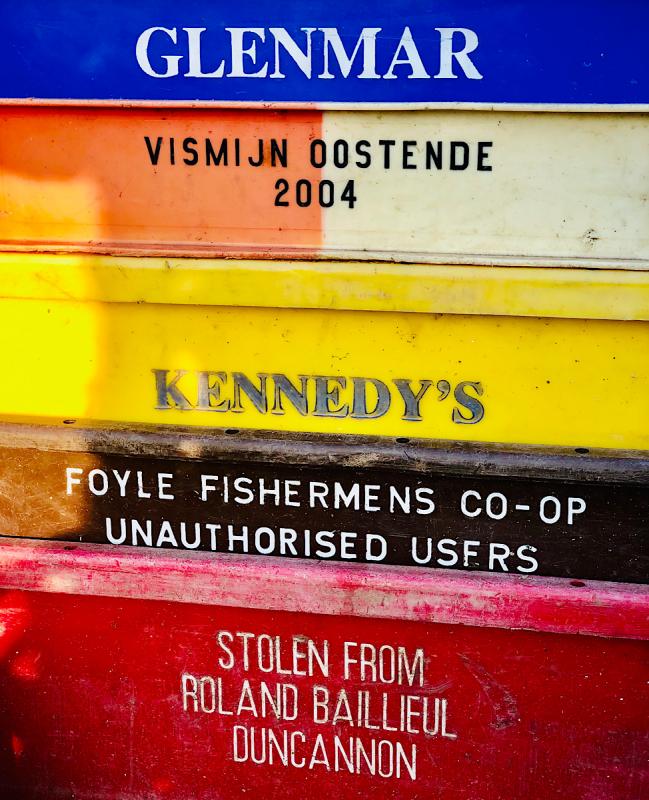 GLENMAR
VISMIJN OOSTENDE
2004
KENNEDY'S
FOYLE FISHERMENS CO-OP
UNAUTHORISED USERS
STOLEN FROM
ROLAND BAILLIEUL
DUNCANNON